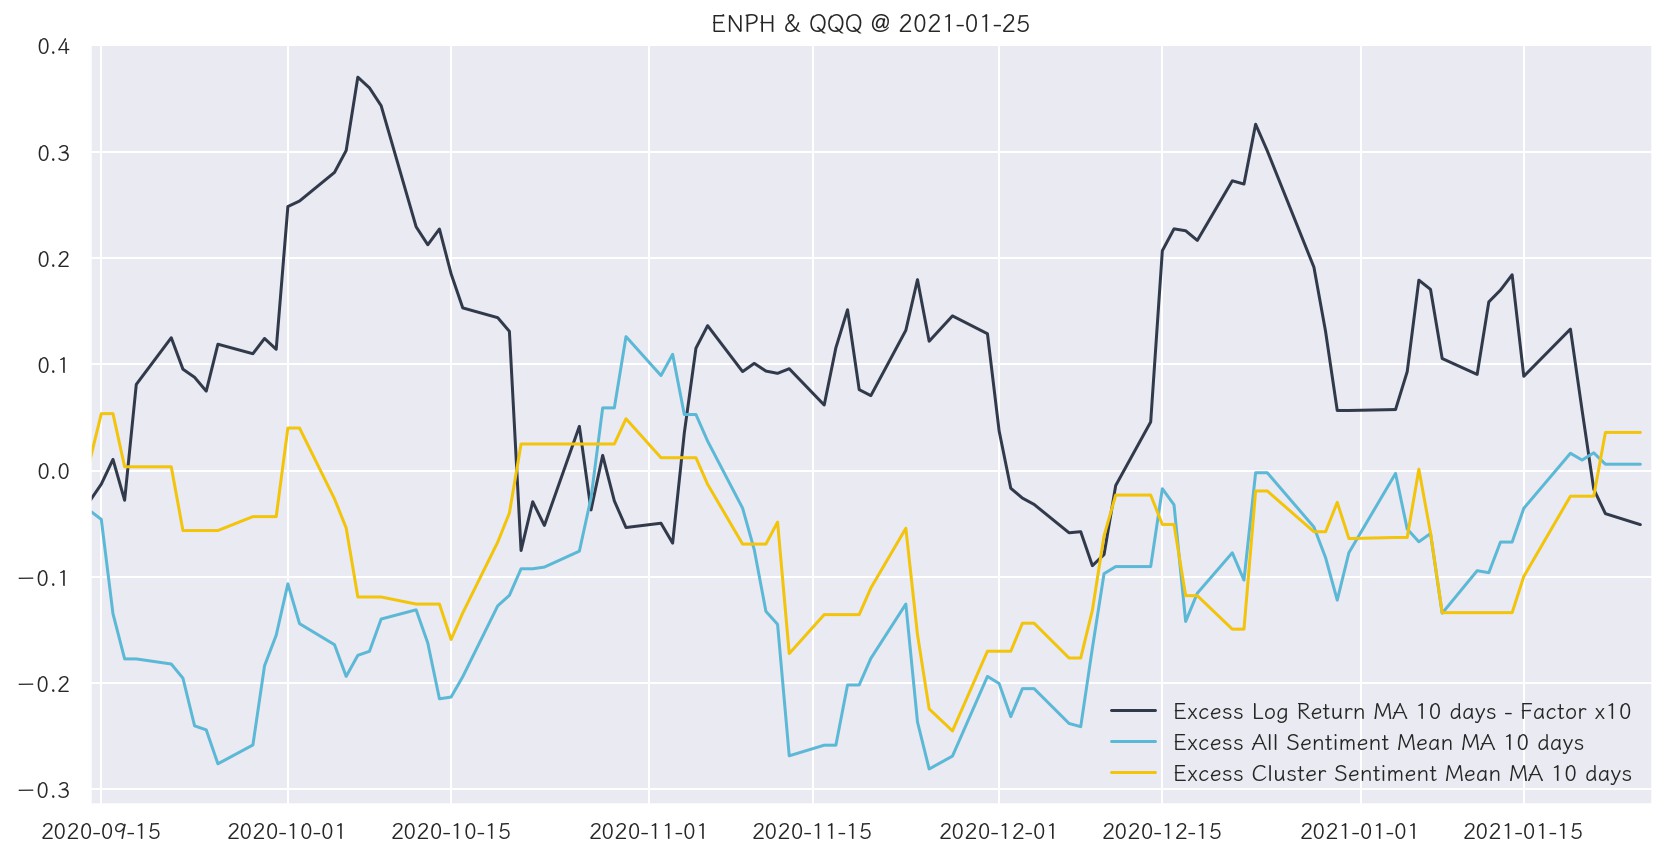 ENPH & QQQ @ 2021-01-25
0.4
0.3
0.2
0.1
0.0
−0.1
−0.2
−0.3
Excess Log Return MA 10 days - Factor x10
Excess All Sentiment Mean MA 10 days
Excess Cluster Sentiment Mean MA 10 days
2020-09-15 2020-10-01 2020-10-15 2020-11-01 2020-11-15 2020-12-01 2020-12-15 2021-01-01 2021-01-15